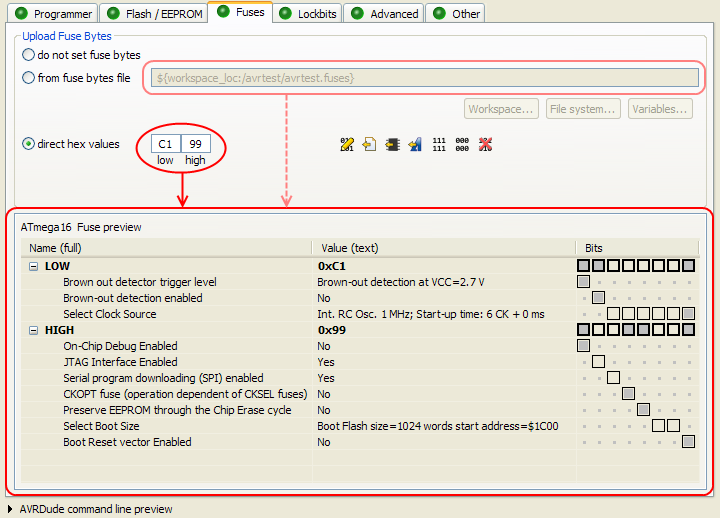 Programmer Flash / EEPROM Fuses Lockbits Advanced Other
Upload Fuse Bytes
do not set fuse bytes
from fuse bytes file ${workspace_loc:/avrtest/avrtest.fuses}
Workspace... File system... Variables...
direct hex values C1 99
low high
ATmega16 Fuse preview
Name (full) Value (text) Bits
LOW 0xC1
Brown out detector trigger level Brown-out detection at VCC=2.7 V
Brown-out detection enabled No
Select Clock Source Int. RC Osc. 1 MHz; Start-up time: 6 CK + 0 ms
HIGH 0x99
On-Chip Debug Enabled No
JTAG Interface Enabled Yes
Serial program downloading (SPI) enabled Yes
CKOPT fuse (operation dependent of CKSEL fuses) No
Preserve EEPROM through the Chip Erase cycle No
Select Boot Size Boot Flash size=1024 words start address=$1C00
Boot Reset vector Enabled No
AVRDude command line preview